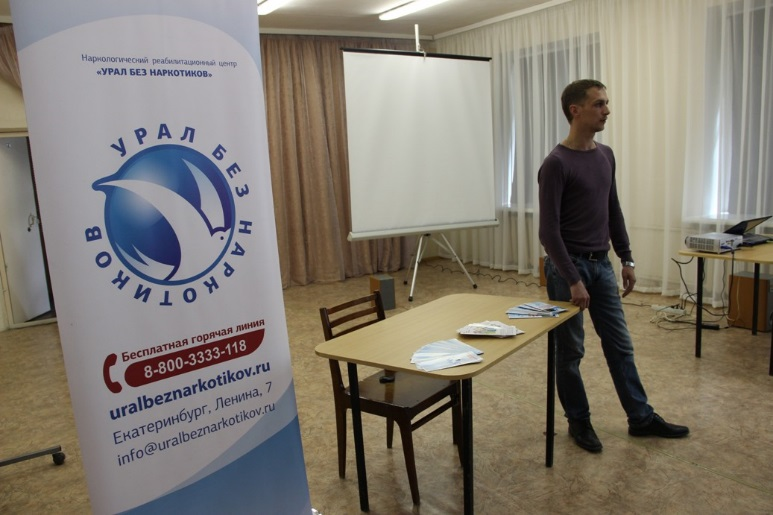 Наркологический реабилитационный центр
«УРАЛ БЕЗ НАРКОТИКОВ»
УРАЛ БЕЗ НАРКОТИКОВ
Бесплатная горячая линия
8-800-3333-118
uralbeznarkotikov.ru
Екатеринбург, Ленина, 7
info@uralbeznarkotikov.ru